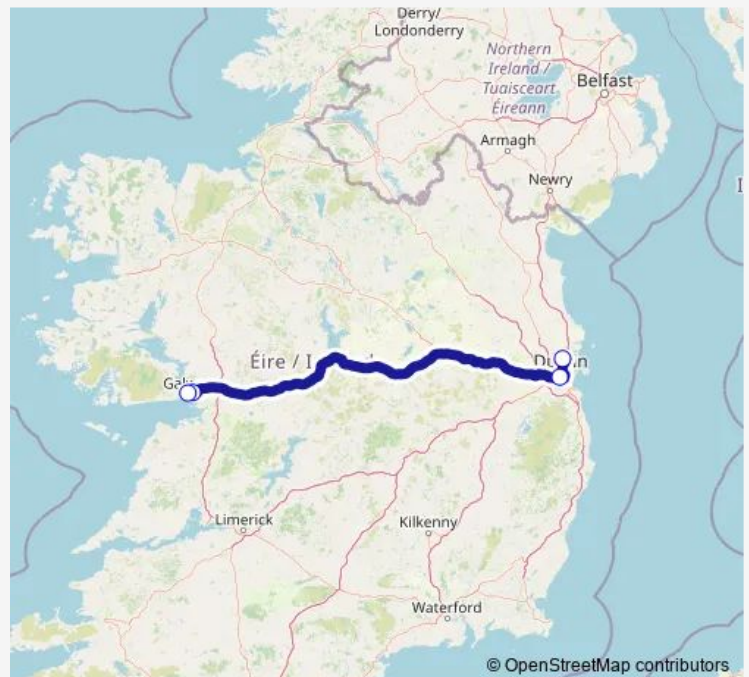 Derry/
Londonderry
Northern
Ireland /
Tuaisceart
Éireann
Belfast
Armagh
Newry
I
Éire / I
Limerick
Kilkenny
Waterford
© OpenStreetMap contributors